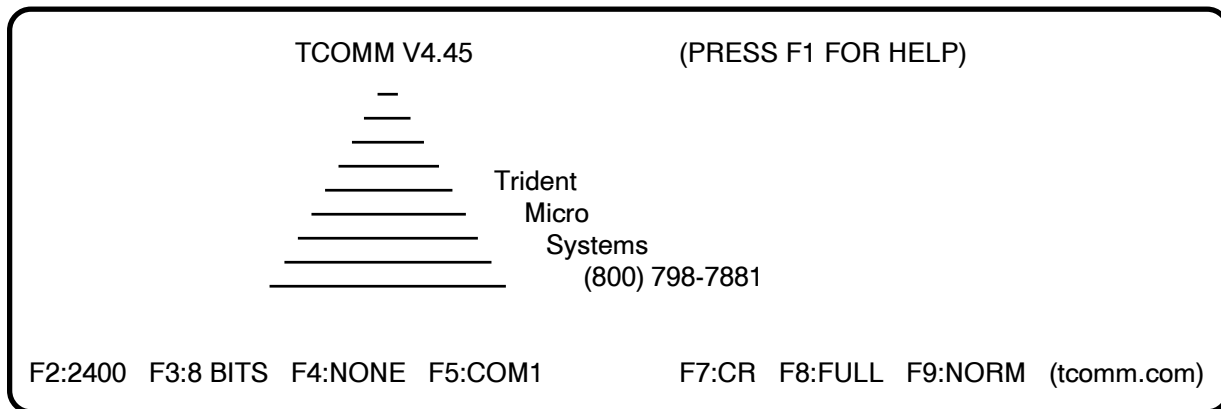 TCOMM V4.45 (PRESS F1 FOR HELP)
Trident
Micro
Systems
(800) 798-7881
F2:2400 F3:8 BITS F4:NONE F5:COM1 F7:CR F8:FULL F9:NORM (tcomm.com)